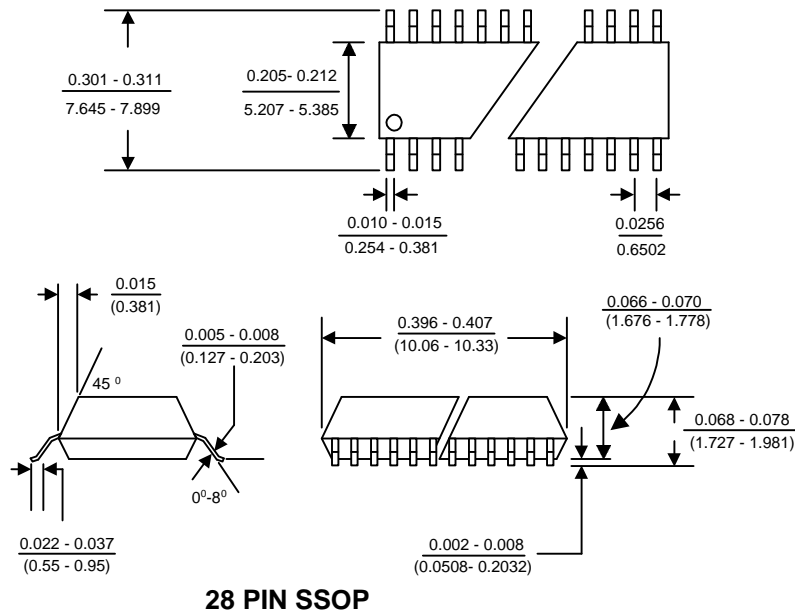 0.301 - 0.311
7.645 - 7.899
0.205- 0.212
5.207 - 5.385
0.010 - 0.015
0.254 - 0.381
0.0256
0.6502
0.015
(0.381)
0.005 - 0.008
(0.127 - 0.203)
45 ⁰
0⁰-8⁰
0.022 - 0.037
(0.55 - 0.95)
0.396 - 0.407
(10.06 - 10.33)
0.066 - 0.070
(1.676 - 1.778)
0.068 - 0.078
(1.727 - 1.981)
0.002 - 0.008
(0.0508- 0.2032)
28 PIN SSOP